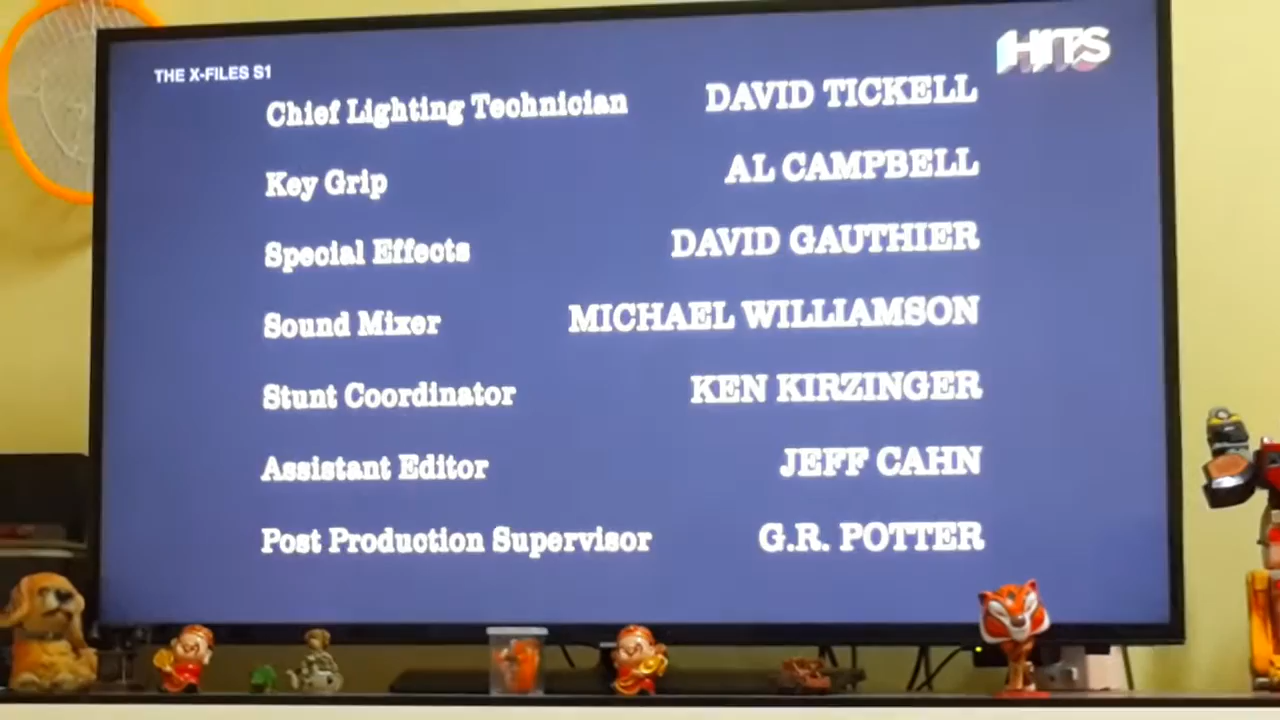 THE X-FILES S1
HITS
Chief Lighting Technician DAVID TICKELL
Key Grip AL CAMPBELL
Special Effects DAVID GAUTHIER
Sound Mixer MICHAEL WILLIAMSON
Stunt Coordinator KEN KIRZINGER
Assistant Editor JEFF CAHN
Post Production Supervisor G.R. POTTER